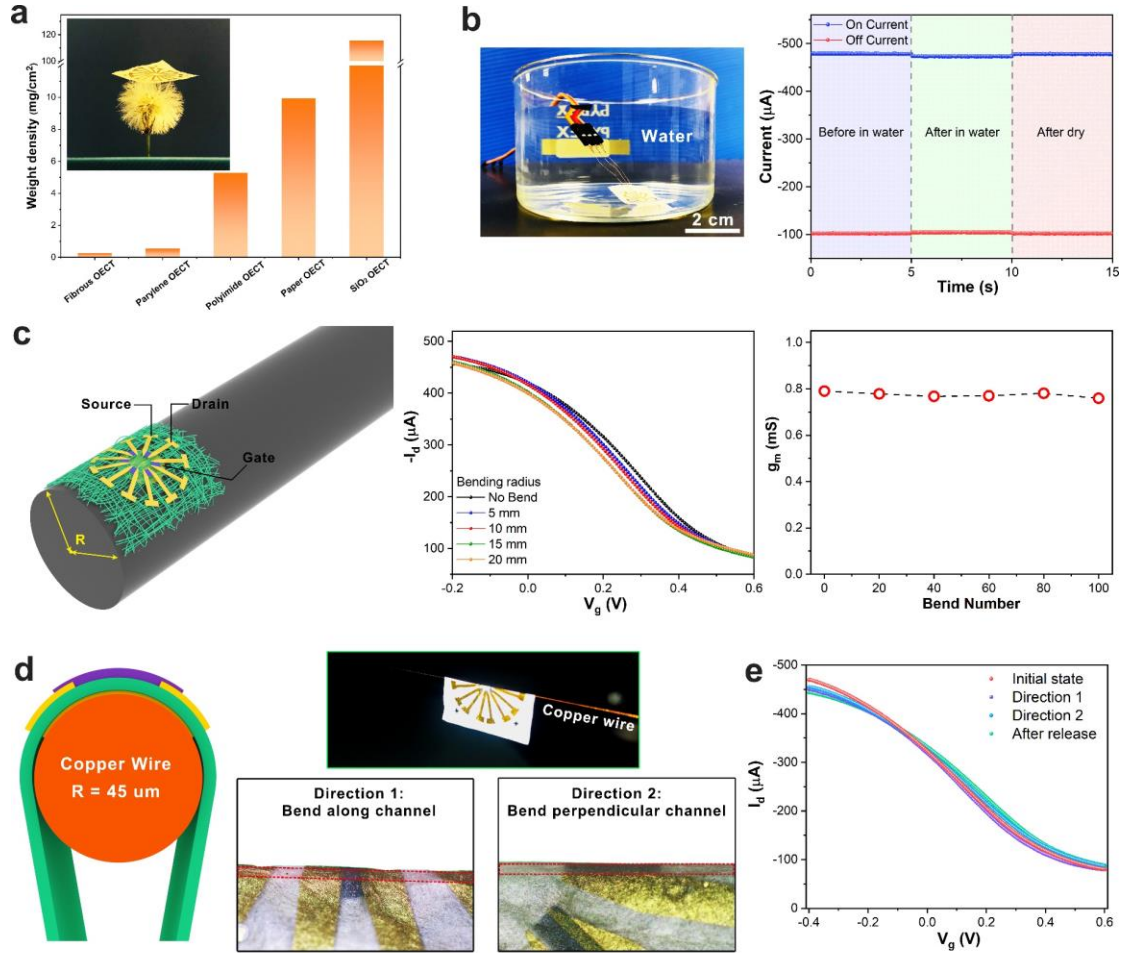 a
Weight density (mg/cm²)
120
100
10
8
6
4
2
0
Fibrous OECT
Parylene OECT
Polyimide OECT
Paper OECT
SiO₂ OECT
b
Water
2 cm
Current (μA)
-500
-400
-300
-200
-100
On Current
Off Current
Before in water
After in water
After dry
0
5
10
15
Time (s)
c
Source
Drain
Gate
R
-I_d (μA)
500
400
300
200
100
Bending radius
No Bend
5 mm
10 mm
15 mm
20 mm
-0.2
0.0
0.2
0.4
0.6
V_g (V)
g_m (mS)
1.0
0.8
0.6
0.4
0.2
0.0
0
20
40
60
80
100
Bend Number
d
Copper Wire
R = 45 um
Copper wire
Direction 1:
Bend along channel
Direction 2:
Bend perpendicular channel
e
I_d (μA)
-500
-400
-300
-200
-100
0
Initial state
Direction 1
Direction 2
After release
-0.4
-0.2
0.0
0.2
0.4
0.6
V_g (V)